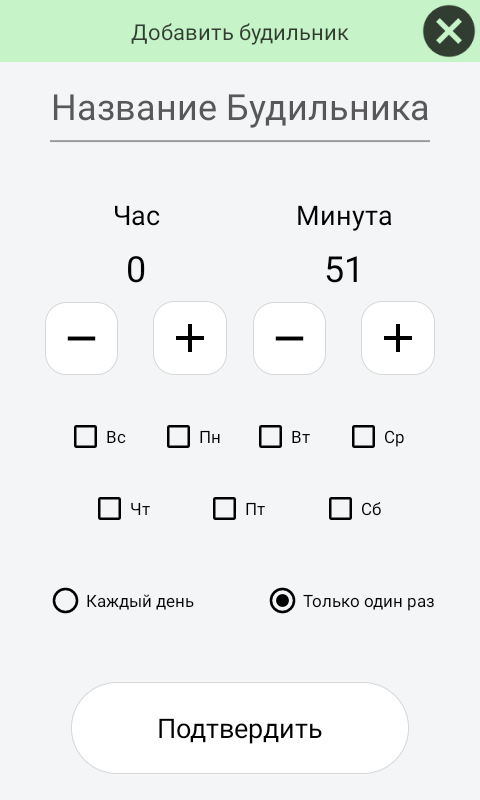 Добавить будильник
Название Будильника
Час Минута
0 51
Вс Пн Вт Ср
Чт Пт Сб
Каждый день Только один раз
Подтвердить